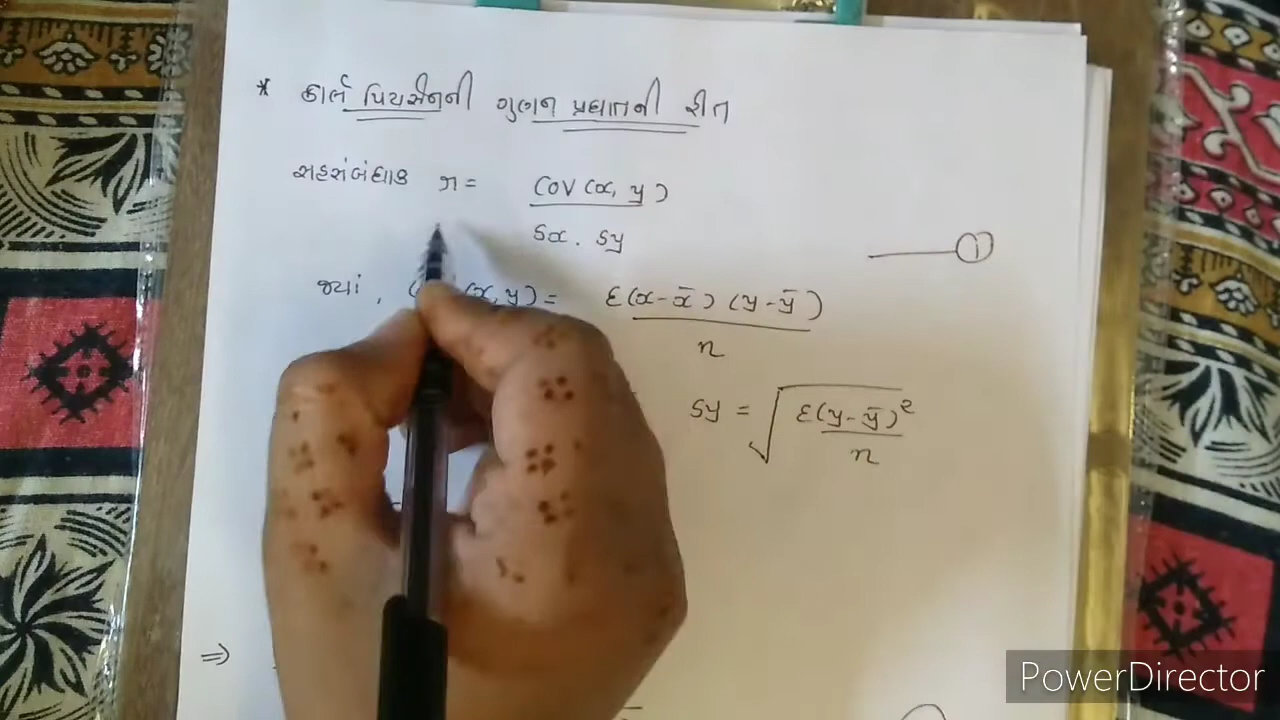 * કાર્લ પિયર્સનની ગુણન પ્રઘાતની રીત
સહસંબંધાંક r = Cov(x, y) / Sx . Sy
①
જ્યાં, (x, y) = Σ(x - x̄) (y - ȳ) / n
Sy = √(Σ(y - ȳ)² / n)
⇒
PowerDirector